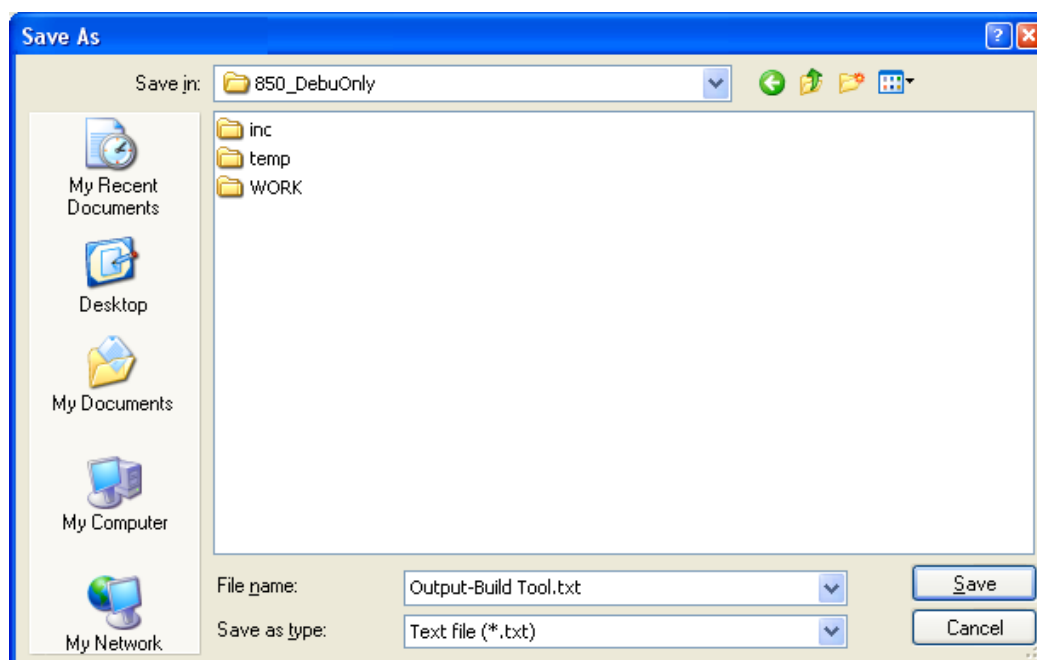 Save As
Save in: 850_DebuOnly
inc
temp
WORK
My Recent
Documents
Desktop
My Documents
My Computer
My Network
File name: Output-Build Tool.txt
Save
Save as type: Text file (*.txt)
Cancel